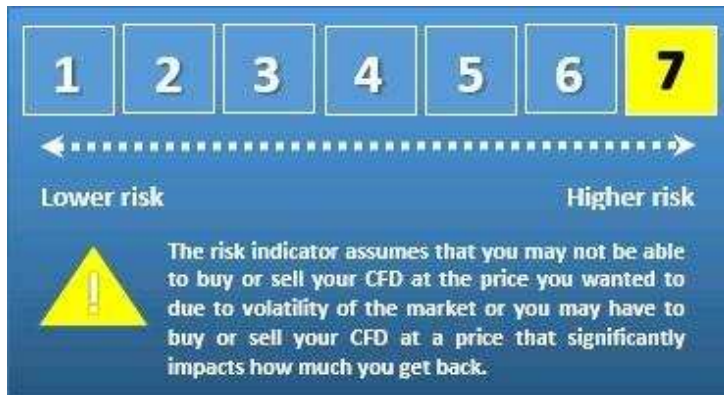 1 2 3 4 5 6 7
Lower risk Higher risk
The risk indicator assumes that you may not be able
to buy or sell your CFD at the price you wanted to
due to volatility of the market or you may have to
buy or sell your CFD at a price that significantly
impacts how much you get back.